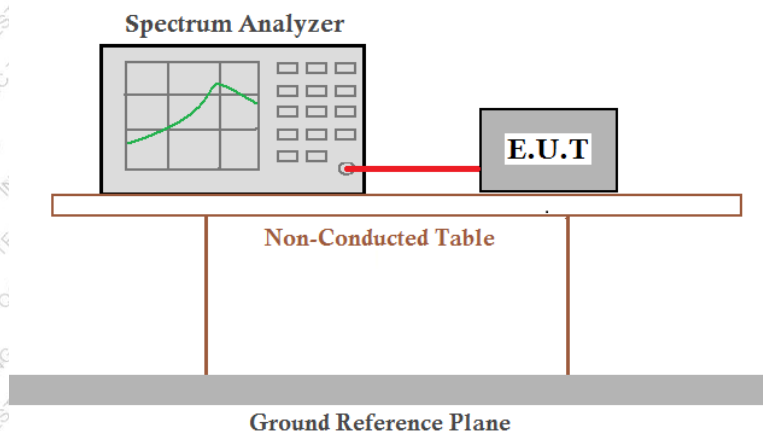 Spectrum Analyzer
E.U.T
Non-Conducted Table
Ground Reference Plane